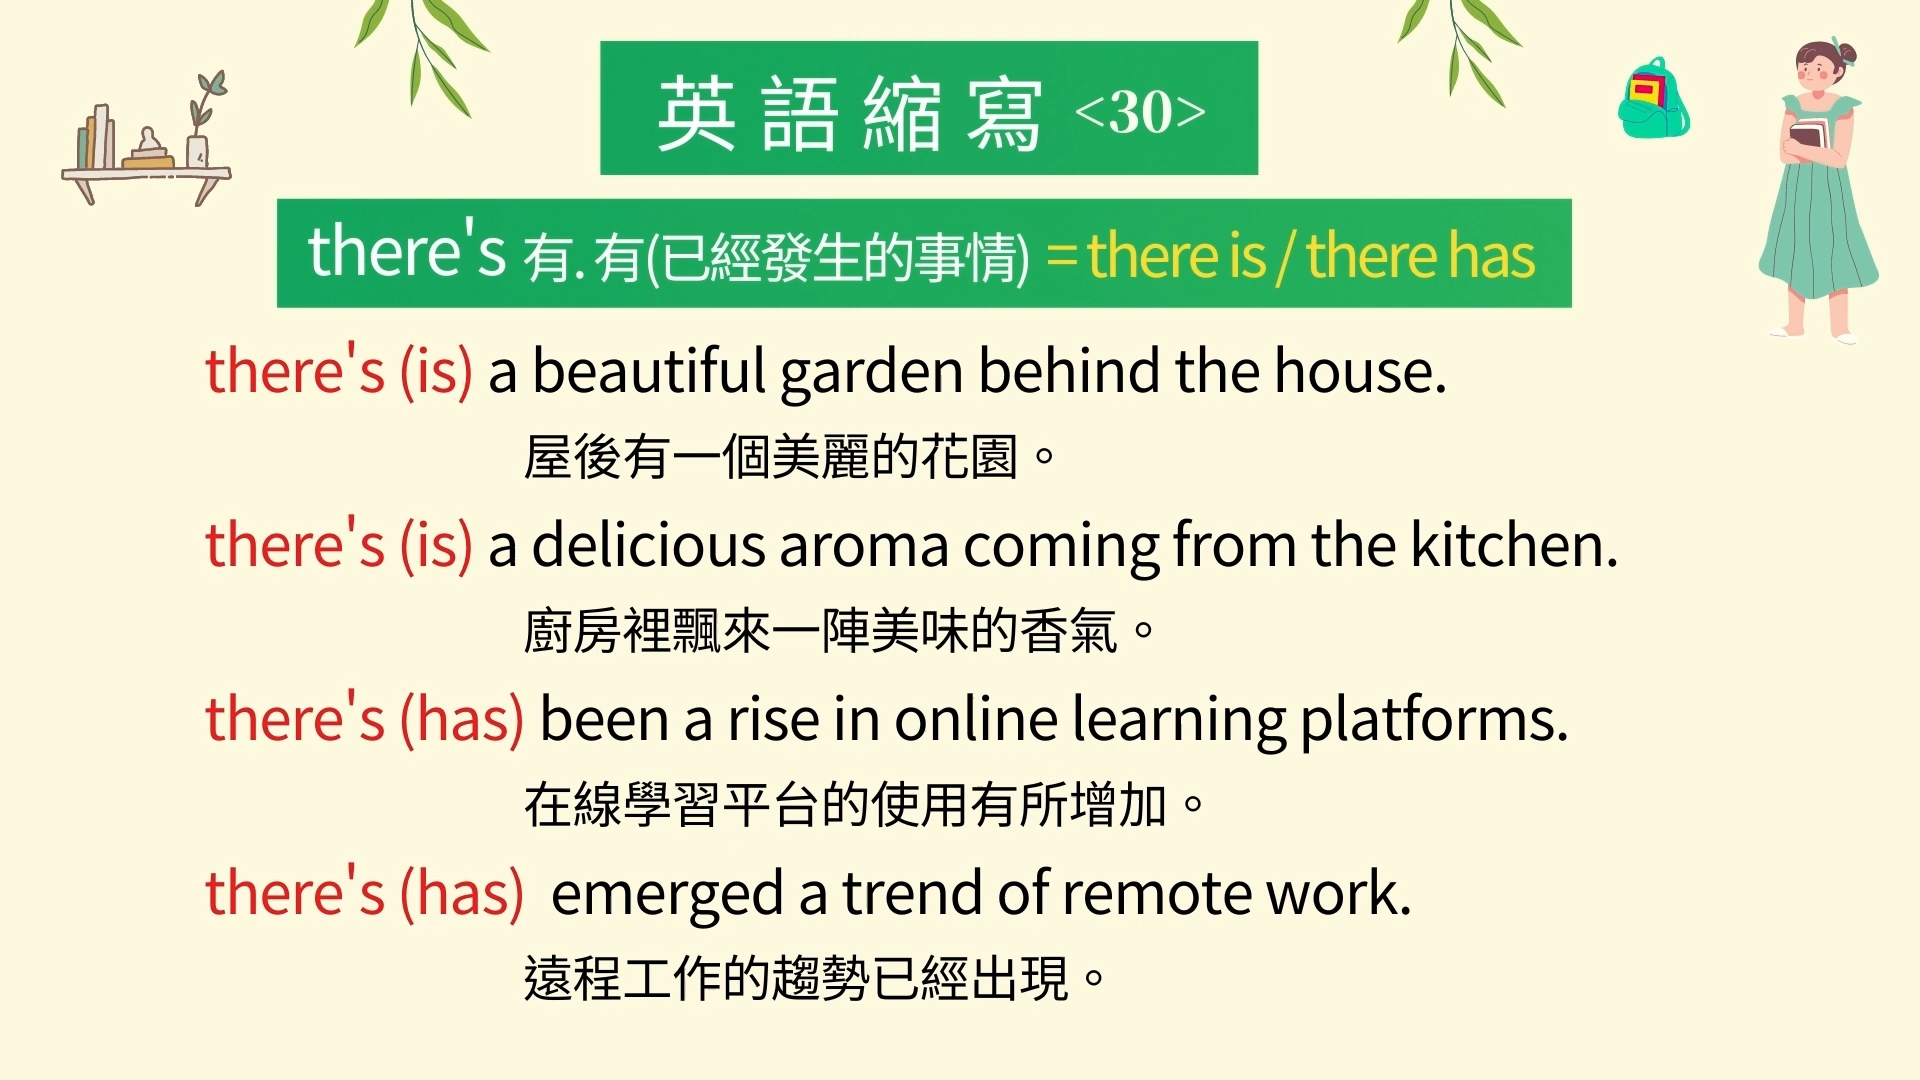 英語縮寫 <30>
there's 有. 有(已經發生的事情) = there is / there has
there's (is) a beautiful garden behind the house.
屋後有一個美麗的花園。
there's (is) a delicious aroma coming from the kitchen.
廚房裡飄來一陣美味的香氣。
there's (has) been a rise in online learning platforms.
在線學習平台的使用有所增加。
there's (has) emerged a trend of remote work.
遠程工作的趨勢已經出現。